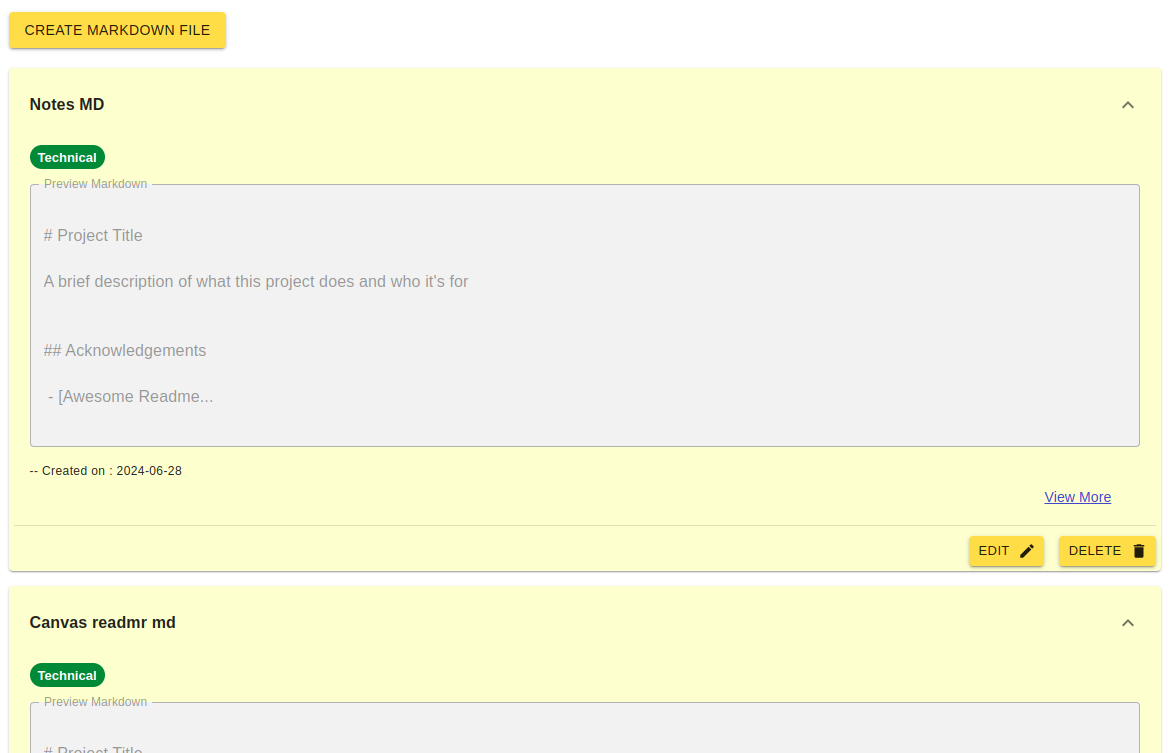 CREATE MARKDOWN FILE
Notes MD
Technical
Preview Markdown
# Project Title
A brief description of what this project does and who it's for
## Acknowledgements
- [Awesome Readme...
-- Created on : 2024-06-28
View More
EDIT
DELETE
Canvas readmr md
Technical
Preview Markdown
# Project Title